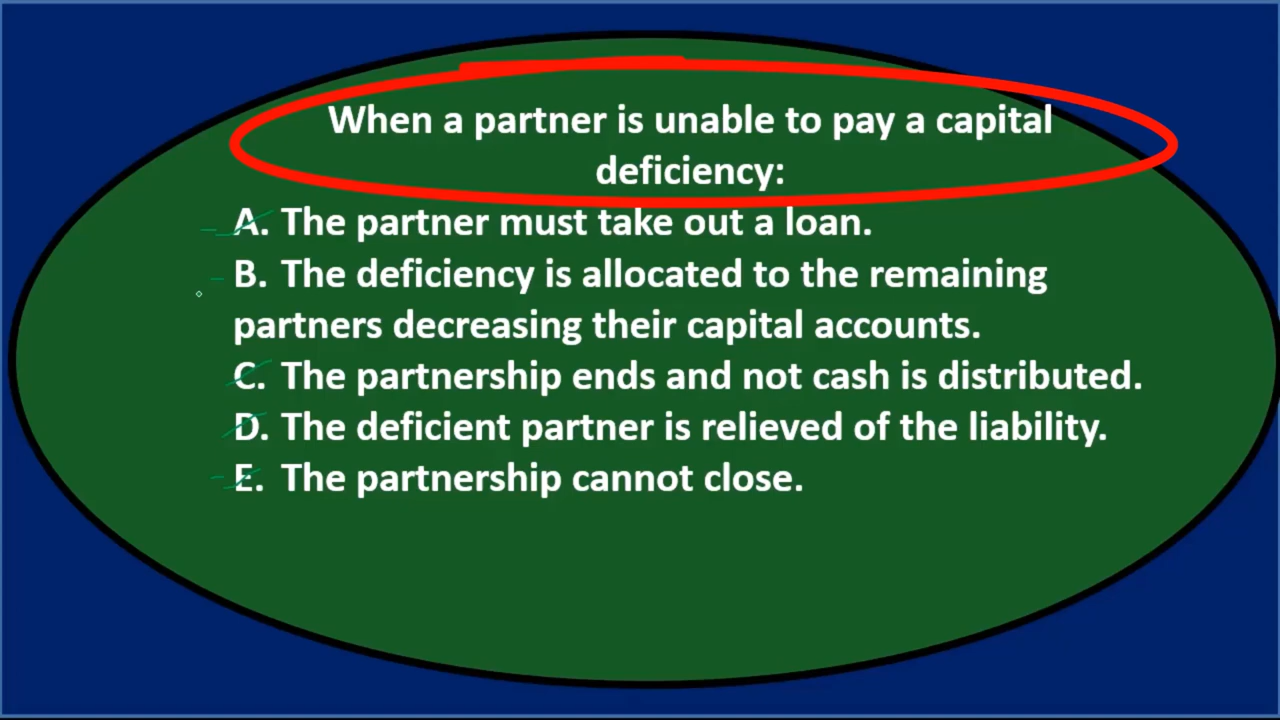 When a partner is unable to pay a capital
deficiency:
A. The partner must take out a loan.
B. The deficiency is allocated to the remaining
partners decreasing their capital accounts.
C. The partnership ends and not cash is distributed.
D. The deficient partner is relieved of the liability.
E. The partnership cannot close.